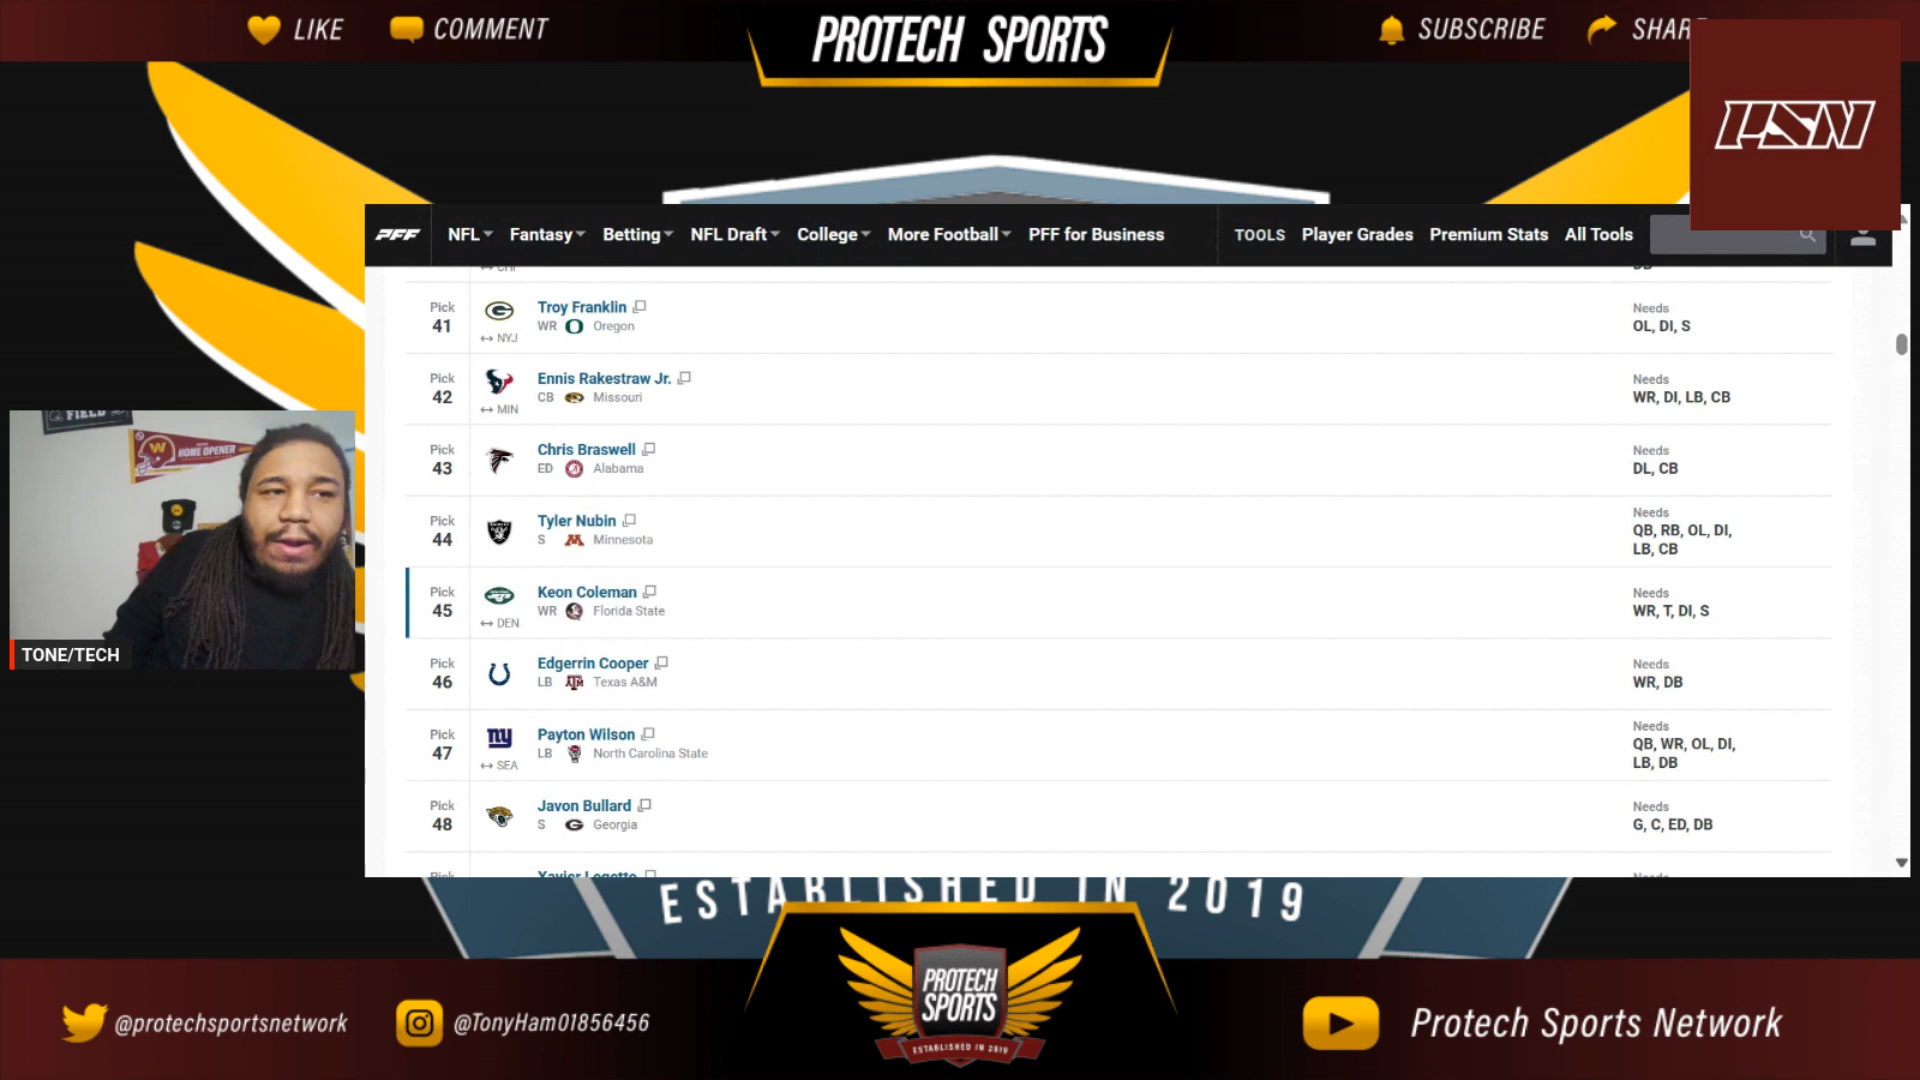 LIKE
COMMENT
PROTECH SPORTS
SUBSCRIBE
HSN
PFF
NFL
Fantasy
Betting
NFL Draft
College
More Football
PFF for Business
TOOLS
Player Grades
Premium Stats
All Tools
Pick
41
NYJ
Troy Franklin
WR Oregon
Needs
OL, DI, S
Pick
42
MIN
Ennis Rakestraw Jr.
CB Missouri
Needs
WR, DI, LB, CB
Pick
43
Chris Braswell
ED Alabama
Needs
DL, CB
Pick
44
Tyler Nubin
S Minnesota
Needs
QB, RB, OL, DI,
LB, CB
Pick
45
DEN
Keon Coleman
WR Florida State
Needs
WR, T, DI, S
Pick
46
Edgerrin Cooper
LB Texas A&M
Needs
WR, DB
Pick
47
ny
SEA
Payton Wilson
LB North Carolina State
Needs
QB, WR, OL, DI,
LB, DB
Pick
48
Javon Bullard
S Georgia
Needs
G, C, ED, DB
FIELD
HOME OPENER
TONE/TECH
ESTABLISHED IN 2019
PROTECH
SPORTS
ESTABLISHED IN 2019
@protechsportsnetwork
@TonyHam01856456
Protech Sports Network